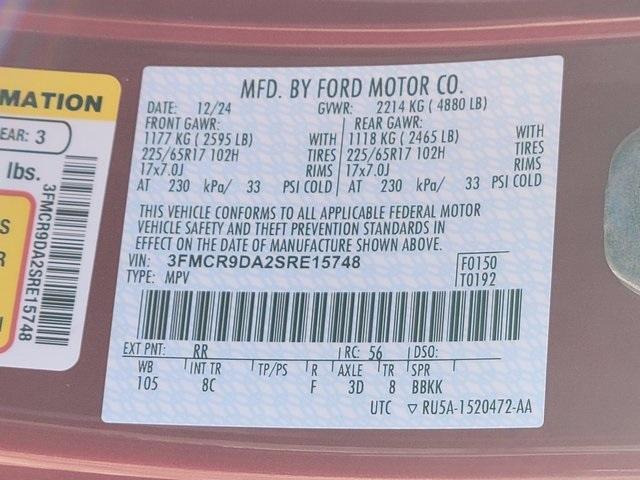 MATION
EAR: 3
lbs.
S
R
3FMCR9DA2SRE15748
MFD. BY FORD MOTOR CO.
DATE: 12/24 GVWR: 2214 KG ( 4880 LB)
FRONT GAWR: REAR GAWR:
1177 KG ( 2595 LB) WITH 1118 KG ( 2465 LB) WITH
225/65R17 102H TIRES 225/65R17 102H TIRES
17x7.0J RIMS 17x7.0J RIMS
AT 230 kPa/ 33 PSI COLD AT 230 kPa/ 33 PSI COLD
THIS VEHICLE CONFORMS TO ALL APPLICABLE FEDERAL MOTOR
VEHICLE SAFETY AND THEFT PREVENTION STANDARDS IN
EFFECT ON THE DATE OF MANUFACTURE SHOWN ABOVE.
VIN: 3FMCR9DA2SRE15748 F0150
TYPE: MPV T0192
EXT PNT: RR RC: 56 DSO:
WB INT TR TP/PS R AXLE TR SPR
105 8C F 3D 8 BBKK
UTC ▽ RU5A-1520472-AA